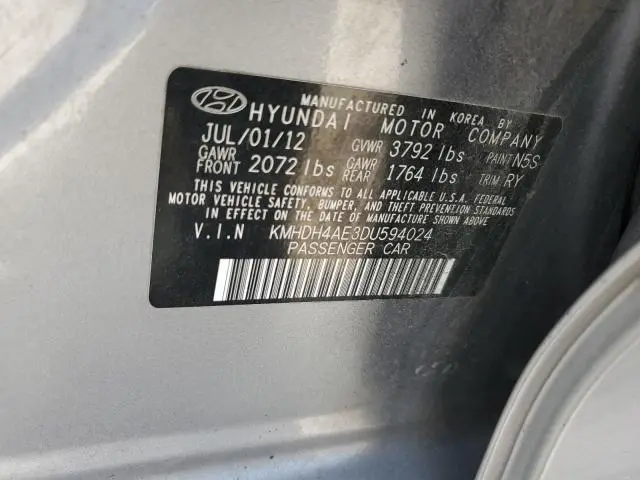 MANUFACTURED IN KOREA BY
HYUNDAI MOTOR COMPANY
JUL/01/12 GVWR 3792 lbs PAINT N5S
GAWR FRONT 2072 lbs GAWR REAR 1764 lbs TRIM RY
THIS VEHICLE CONFORMS TO ALL APPLICABLE U.S.A. FEDERAL
MOTOR VEHICLE SAFETY, BUMPER, AND THEFT PREVENTION
STANDARDS IN EFFECT ON THE DATE OF MANUFACTURE SHOWN ABOVE
V.I.N KMHDH4AE3DU594024
PASSENGER CAR